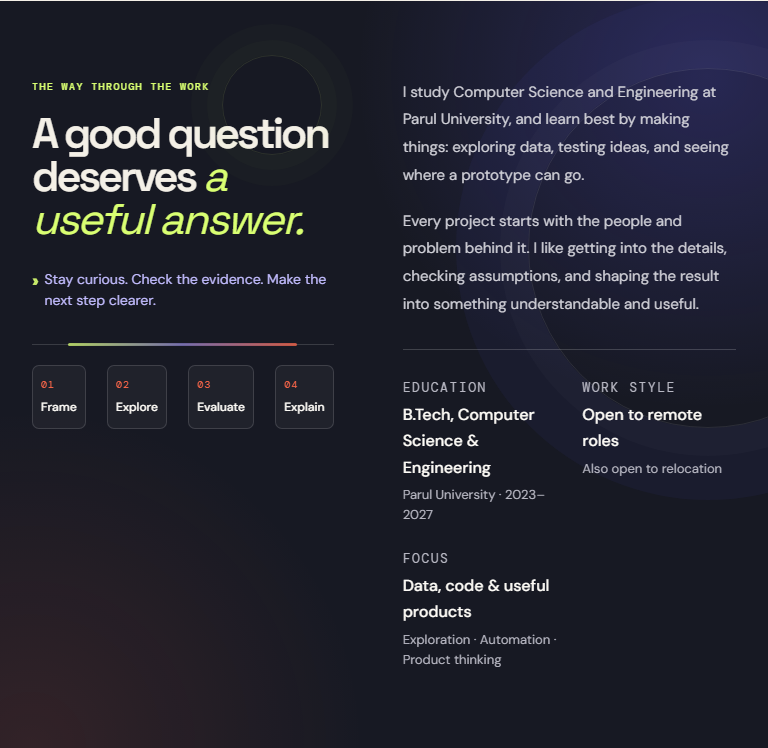 THE WAY THROUGH THE WORK
A good question
deserves a
useful answer.
Stay curious. Check the evidence. Make the
next step clearer.
01
Frame
02
Explore
03
Evaluate
04
Explain
I study Computer Science and Engineering at
Parul University, and learn best by making
things: exploring data, testing ideas, and seeing
where a prototype can go.
Every project starts with the people and
problem behind it. I like getting into the details,
checking assumptions, and shaping the result
into something understandable and useful.
EDUCATION
B.Tech, Computer
Science &
Engineering
Parul University · 2023–
2027
WORK STYLE
Open to remote
roles
Also open to relocation
FOCUS
Data, code & useful
products
Exploration · Automation ·
Product thinking